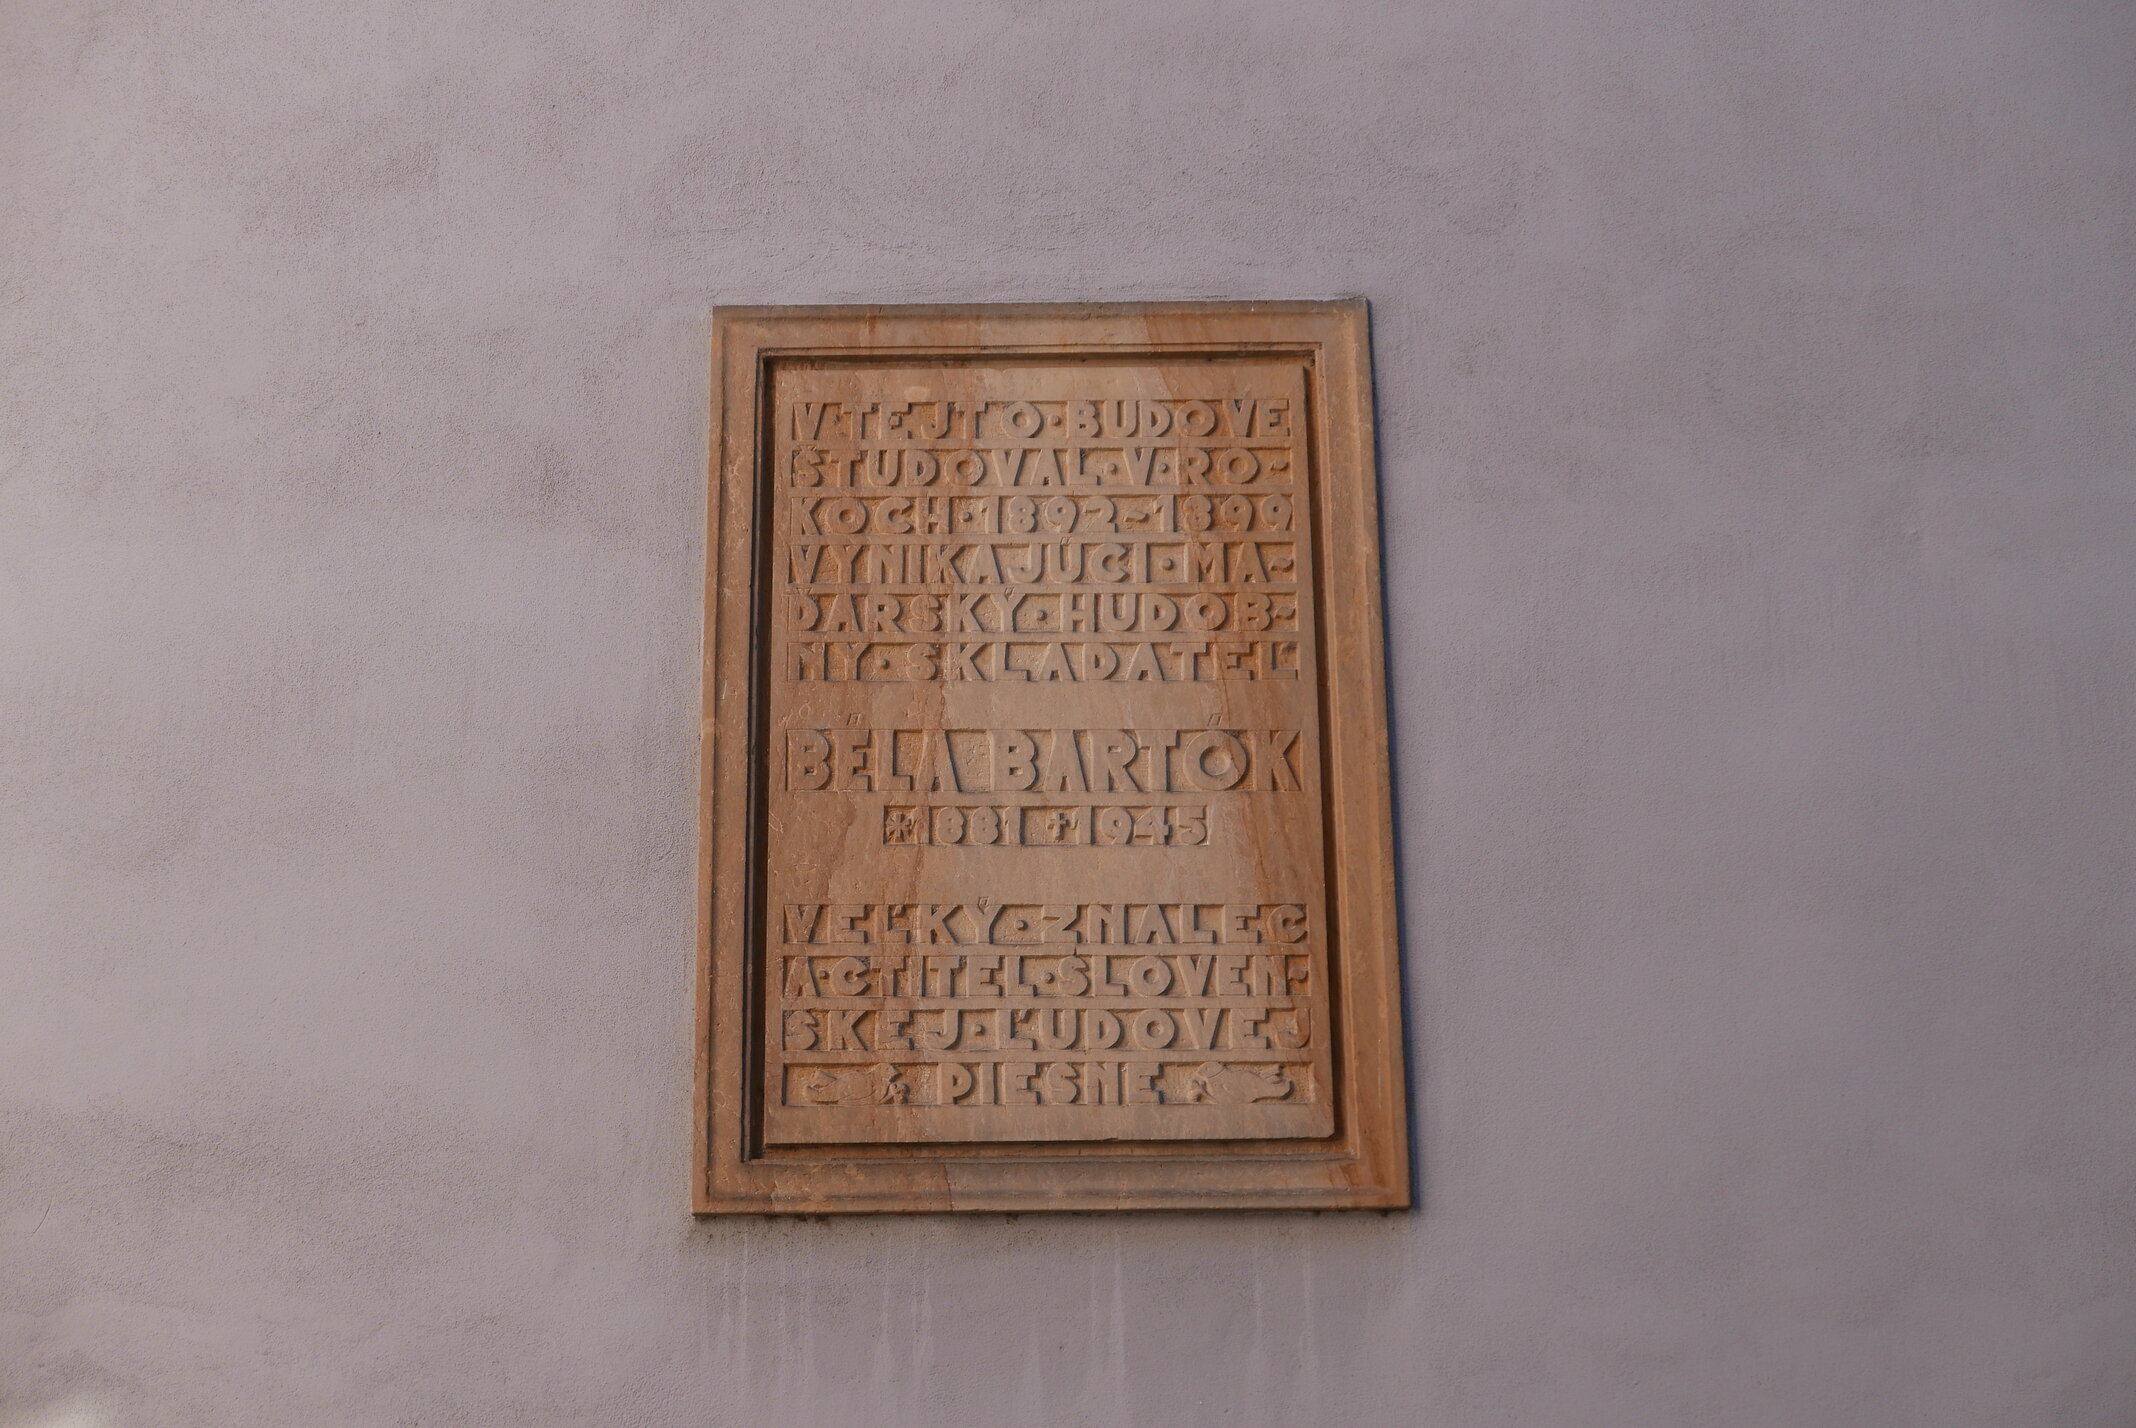 V·TEJTO·BUDOVE
ŠTUDOVAL·V·RO-
KOCH·1892-1899
VYNIKAJÚCI·MA-
ĎARSKÝ·HUDOB-
NÝ·SKLADATEĽ
BÉLA BARTÓK
*1881 †1945
VEĽKÝ·ZNALEC
A·CTITEĽ·SLOVEN-
SKEJ·ĽUDOVEJ
PIESNE